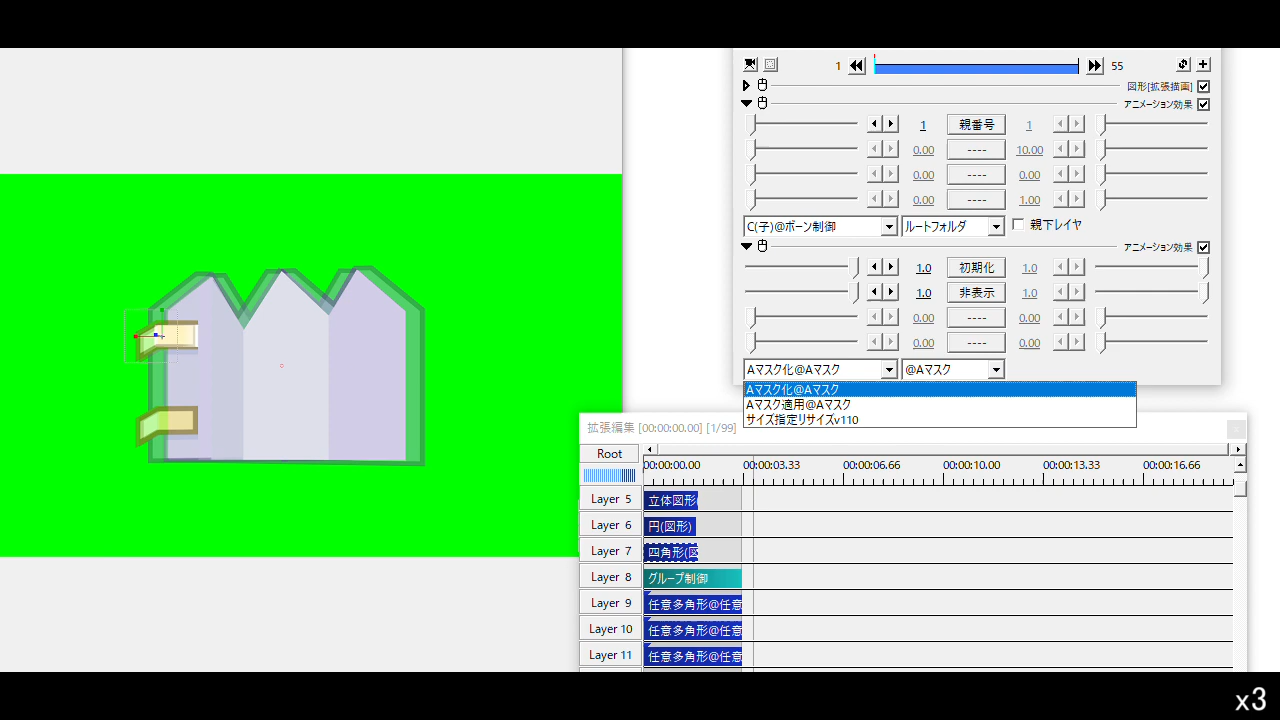 1
55
図形[拡張描画]
アニメーション効果
1 親番号 1
0.00 ---- 10.00
0.00 ---- 0.00
0.00 ---- 1.00
C(子)@ボーン制御 ルートフォルダ 親下レイヤ
アニメーション効果
1.0 初期化 1.0
1.0 非表示 1.0
0.00 ---- 0.00
0.00 ---- 0.00
Aマスク化@Aマスク @Aマスク
Aマスク化@Aマスク
Aマスク適用@Aマスク
サイズ指定リサイズv110
拡張編集 [00:00:00.00] [1/99]
Root
00:00:00.00 00:00:03.33 00:00:06.66 00:00:10.00 00:00:13.33 00:00:16.66
Layer 5 立体図形(
Layer 6 円(図形)
Layer 7 四角形(図
Layer 8 グループ制御
Layer 9 任意多角形@任意
Layer 10 任意多角形@任意
Layer 11 任意多角形@任意
x3